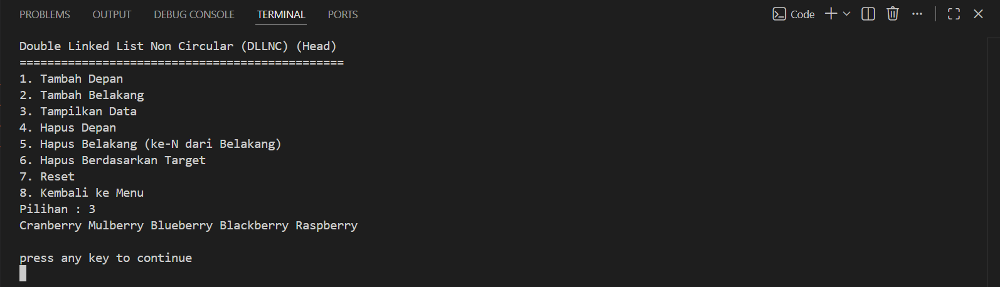 PROBLEMS OUTPUT DEBUG CONSOLE TERMINAL PORTS Code
Double Linked List Non Circular (DLLNC) (Head)
===============================================
1. Tambah Depan
2. Tambah Belakang
3. Tampilkan Data
4. Hapus Depan
5. Hapus Belakang (ke-N dari Belakang)
6. Hapus Berdasarkan Target
7. Reset
8. Kembali ke Menu
Pilihan : 3
Cranberry Mulberry Blueberry Blackberry Raspberry
press any key to continue